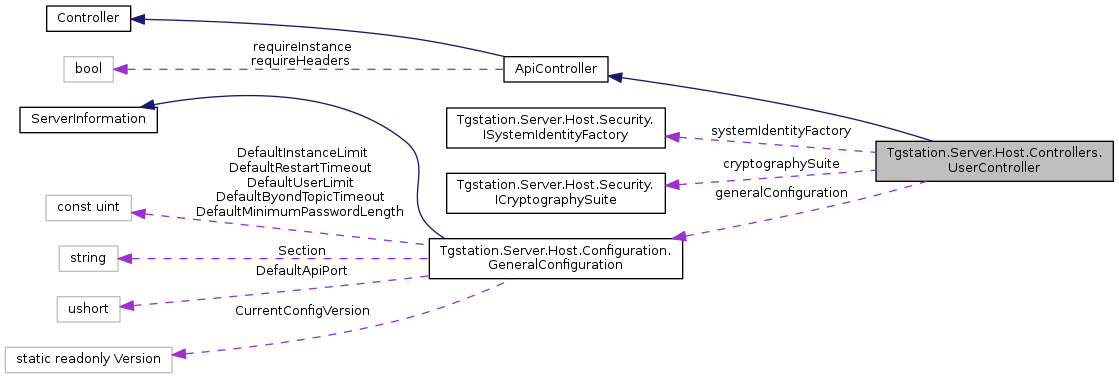 Controller
requireInstance
requireHeaders
bool
ApiController
ServerInformation
Tgstation.Server.Host.Security.
ISystemIdentityFactory
systemIdentityFactory
Tgstation.Server.Host.Controllers.
UserController
cryptographySuite
Tgstation.Server.Host.Security.
ICryptographySuite
generalConfiguration
DefaultInstanceLimit
DefaultRestartTimeout
DefaultUserLimit
DefaultByondTopicTimeout
DefaultMinimumPasswordLength
const uint
Tgstation.Server.Host.Configuration.
GeneralConfiguration
Section
string
DefaultApiPort
ushort
CurrentConfigVersion
static readonly Version